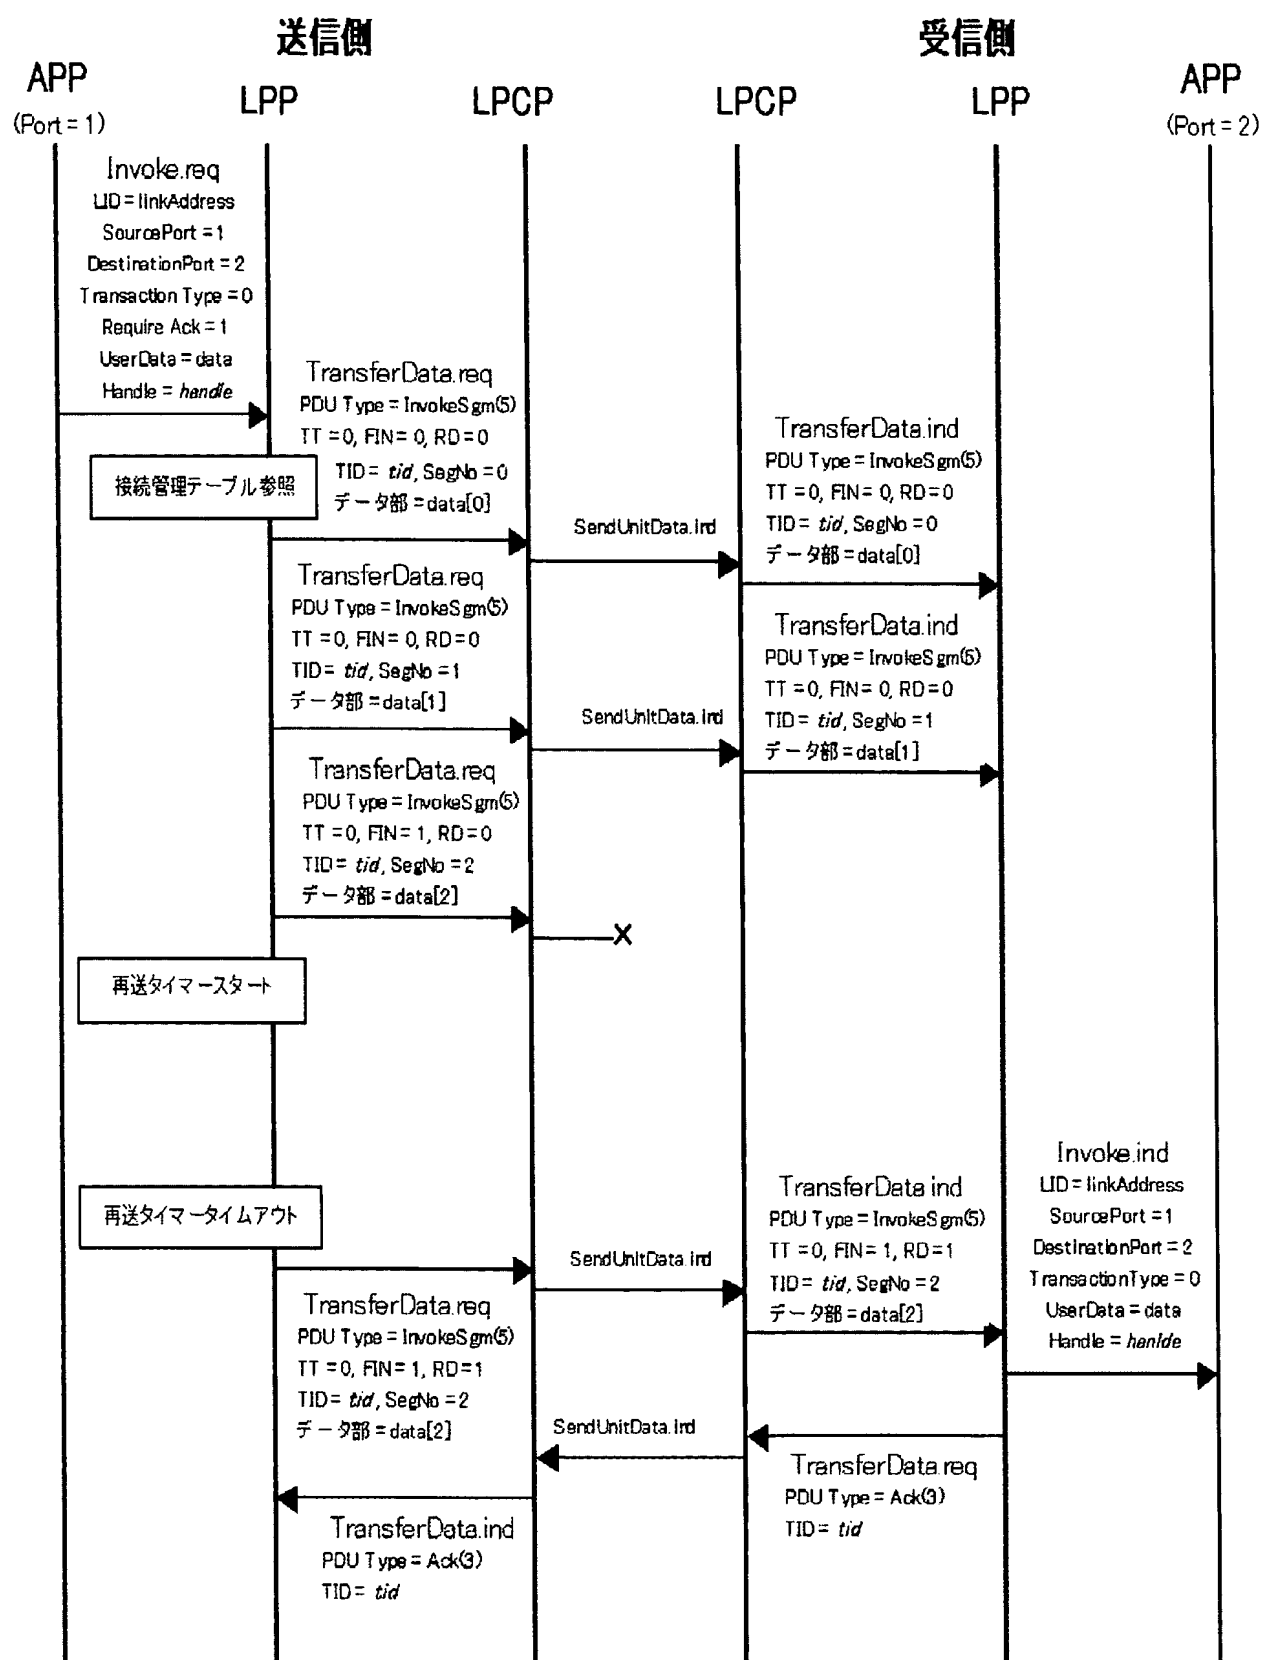 送信側
受信側
APP
(Port = 1)
LPP
LPCP
LPCP
LPP
APP
(Port = 2)
Invoke.req
LID = linkAddress
SourcePort = 1
DestinationPort = 2
Transaction Type = 0
Require Ack = 1
UserData = data
Handle = handle
接続管理テーブル参照
TransferData.req
PDU Type = InvokeSgm(5)
TT = 0, FIN = 0, RD = 0
TID = tid, SegNo = 0
データ部 = data[0]
SendUnitData.ind
TransferData.ind
PDU Type = InvokeSgm(5)
TT = 0, FIN = 0, RD = 0
TID = tid, SegNo = 0
データ部 = data[0]
TransferData.req
PDU Type = InvokeSgm(5)
TT = 0, FIN = 0, RD = 0
TID = tid, SegNo = 1
データ部 = data[1]
SendUnitData.ind
TransferData.ind
PDU Type = InvokeSgm(5)
TT = 0, FIN = 0, RD = 0
TID = tid, SegNo = 1
データ部 = data[1]
TransferData.req
PDU Type = InvokeSgm(5)
TT = 0, FIN = 1, RD = 0
TID = tid, SegNo = 2
データ部 = data[2]
X
再送タイマースタート
再送タイマータイムアウト
SendUnitData.ind
TransferData.ind
PDU Type = InvokeSgm(5)
TT = 0, FIN = 1, RD = 1
TID = tid, SegNo = 2
データ部 = data[2]
Invoke.ind
LID = linkAddress
SourcePort = 1
DestinationPort = 2
TransactionType = 0
UserData = data
Handle = hanlde
TransferData.req
PDU Type = InvokeSgm(5)
TT = 0, FIN = 1, RD = 1
TID = tid, SegNo = 2
データ部 = data[2]
SendUnitData.ind
TransferData.req
PDU Type = Ack(3)
TID = tid
TransferData.ind
PDU Type = Ack(3)
TID = tid